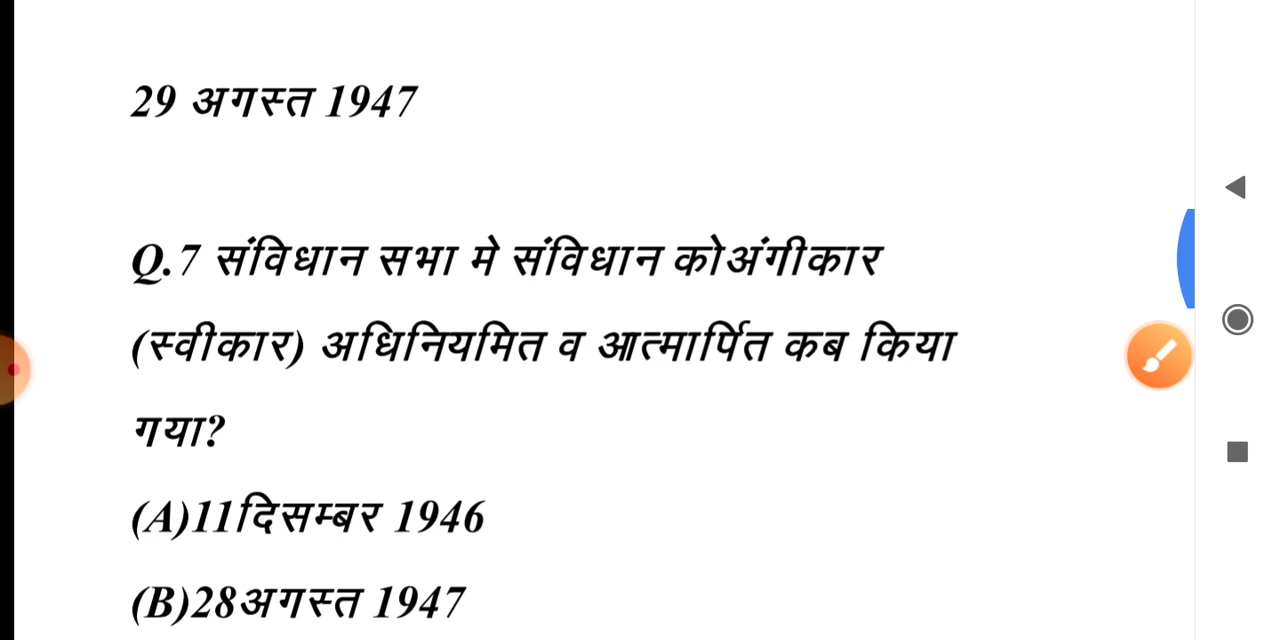 29 अगस्त 1947
Q.7 संविधान सभा मे संविधान कोअंगीकार
(स्वीकार) अधिनियमित व आत्मार्पित कब किया
गया?
(A)11दिसम्बर 1946
(B)28अगस्त 1947